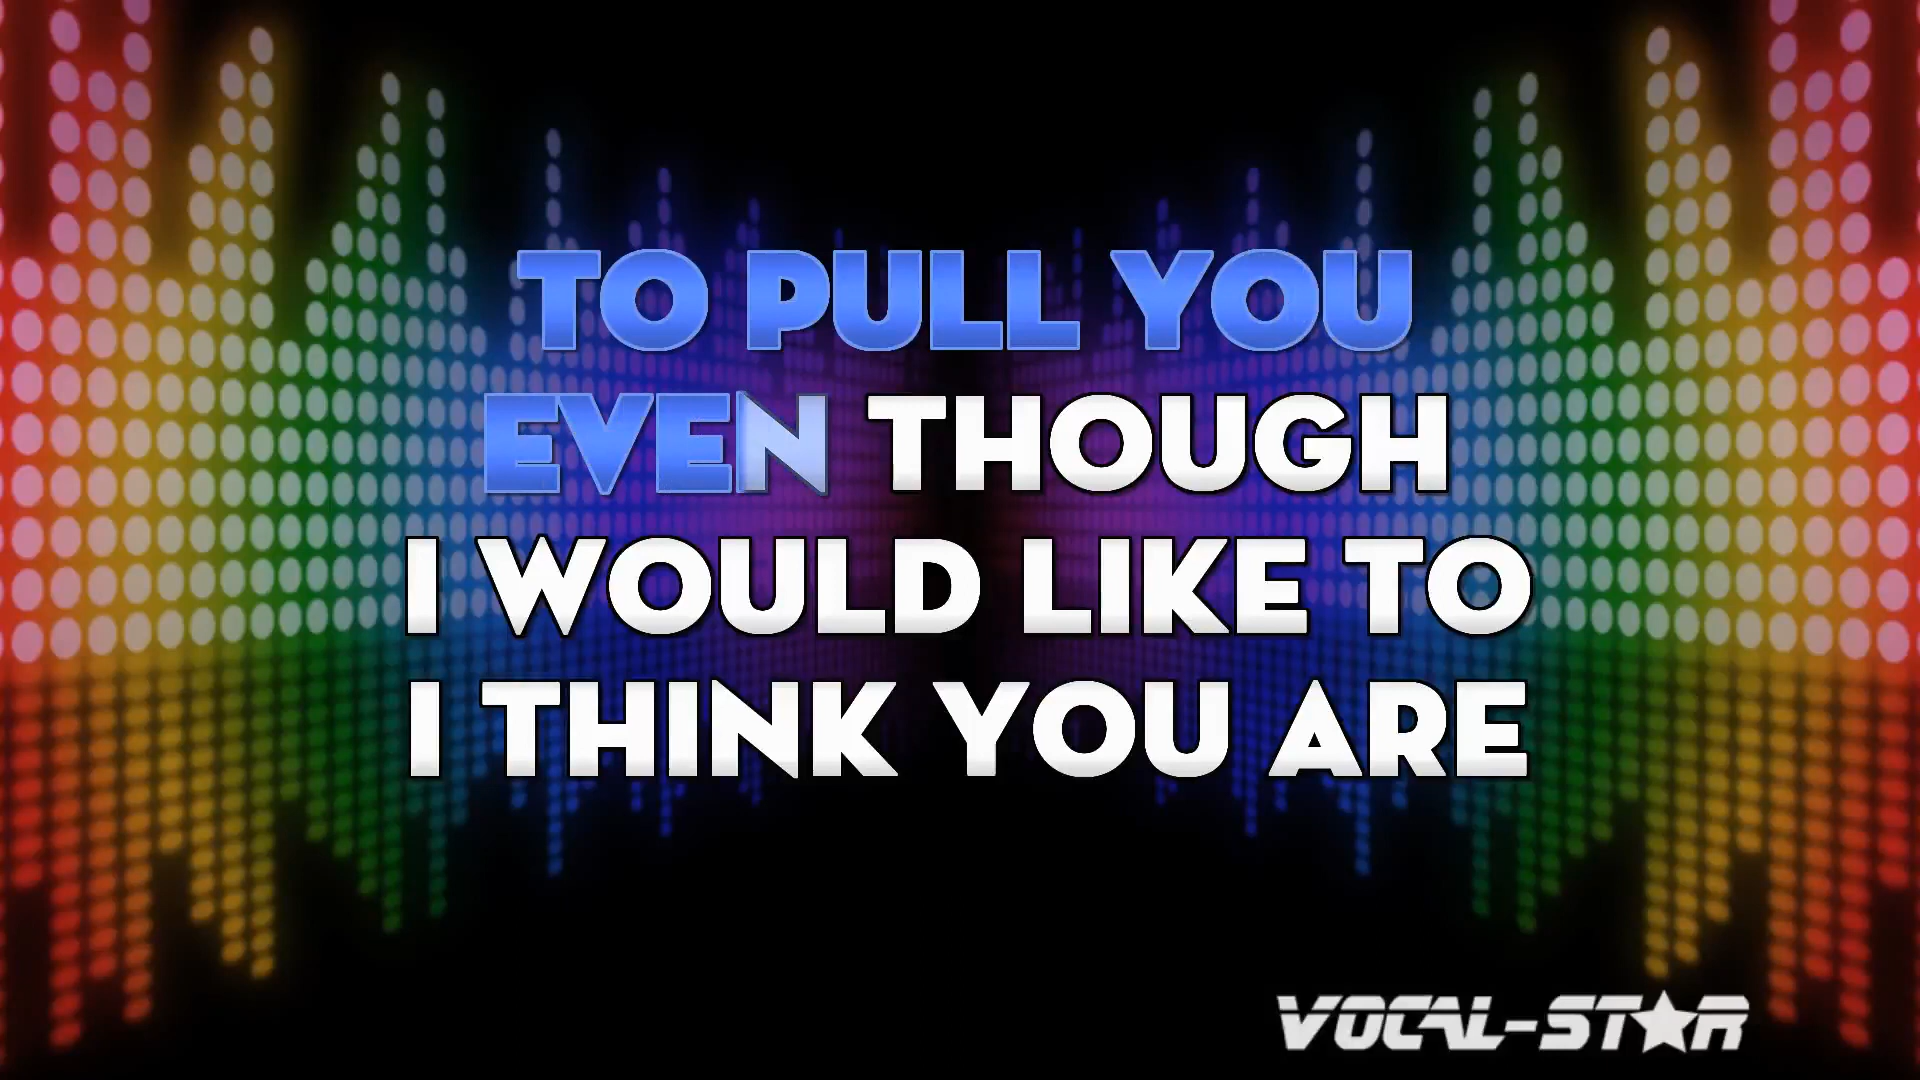 TO PULL YOU
EVEN THOUGH
I WOULD LIKE TO
I THINK YOU ARE
VOCAL-STAR